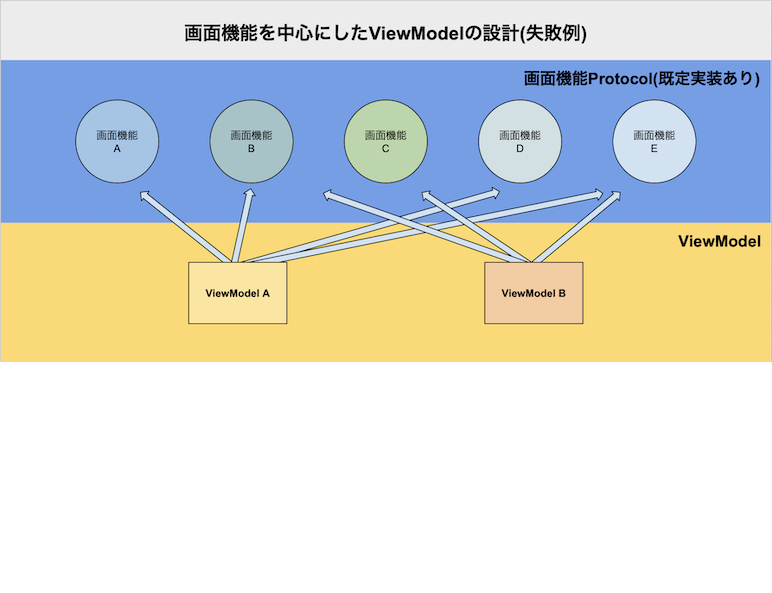 画面機能を中心にしたViewModelの設計(失敗例)
画面機能Protocol(既定実装あり)
画面機能
A
画面機能
B
画面機能
C
画面機能
D
画面機能
E
ViewModel
ViewModel A
ViewModel B